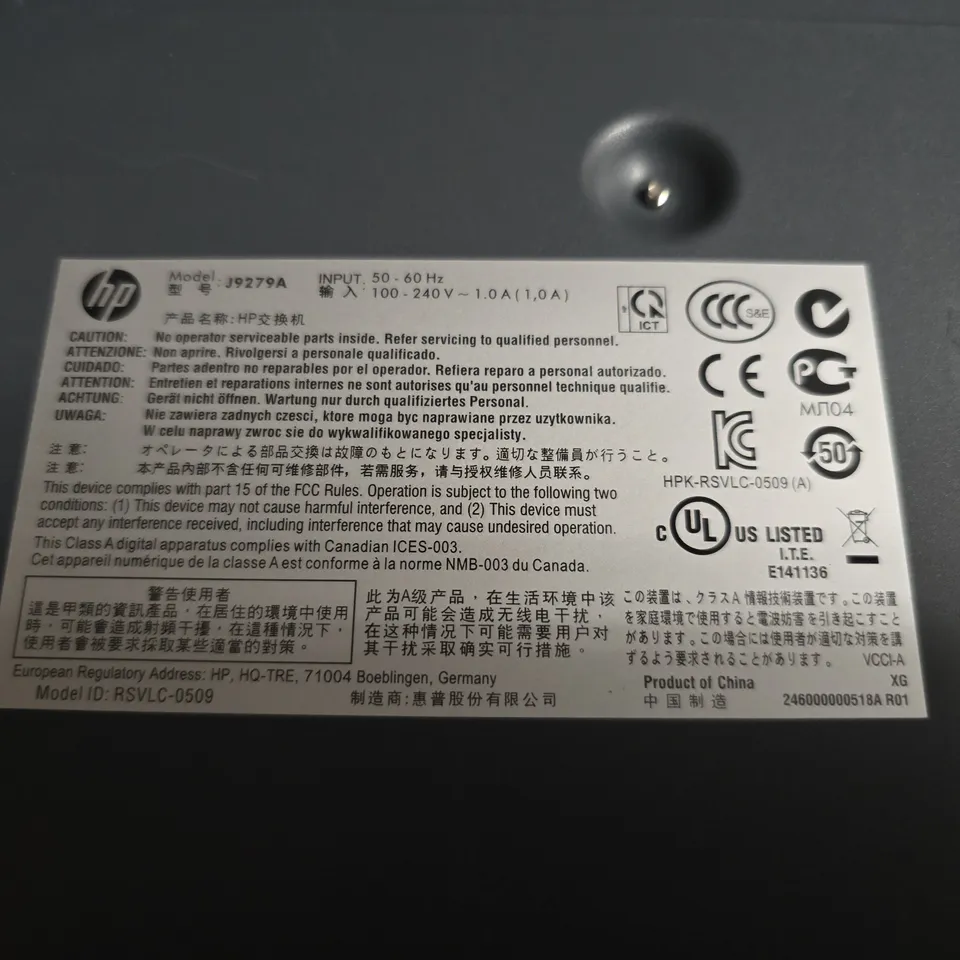 hp
Model
型 号: J9279A
INPUT 50 - 60 Hz
输 入: 100 - 240 V ~ 1.0 A ( 1,0 A )
产品名称: HP交换机
CAUTION: No operator serviceable parts inside. Refer servicing to qualified personnel.
ATTENZIONE: Non aprire. Rivolgersi a personale qualificado.
CUIDADO: Partes adentro no reparables por el operador. Refiera reparo a personal autorizado.
ATTENTION: Entretien et reparations internes ne sont autorises qu'au personnel technique qualifie.
ACHTUNG: Gerät nicht öffnen. Wartung nur durch qualifiziertes Personal.
UWAGA: Nie zawiera zadnych czesci, ktore moga byc naprawiane przez uzytkownika.
W celu naprawy zwroc sie do wykwalifikowanego specjalisty.
注意: オペレータによる部品交換は故障のもとになります。適切な整備員が行うこと。
注意: 本产品內部不含任何可维修部件，若需服务，请与授权维修人员联系。
This device complies with part 15 of the FCC Rules. Operation is subject to the following two
conditions: (1) This device may not cause harmful interference, and (2) This device must
accept any interference received, including interference that may cause undesired operation.
This Class A digital apparatus complies with Canadian ICES-003.
Cet appareil numérique de la classe A est conforme à la norme NMB-003 du Canada.
ICT
CCC S&E
CE
PC
МЛ04
50
HPK-RSVLC-0509 (A)
C UL US LISTED
I.T.E.
E141136
警告使用者
這是甲類的資訊產品，在居住的環境中使用
時，可能會造成射頻干擾，在這種情況下，
使用者會被要求採取某些適當的對策。
此为A级产品，在生活环境中该
产品可能会造成无线电干扰，
在这种情况下可能需要用户对
其干扰采取确实可行措施。
この装置は、クラスA情報技術装置です。この装置
を家庭環境で使用すると電波妨害を引き起こすこと
があります。この場合には使用者が適切な対策を講
ずるよう要求されることがあります。 VCCI-A
European Regulatory Address: HP, HQ-TRE, 71004 Boeblingen, Germany
Model ID: RSVLC-0509
制造商:惠普股份有限公司
Product of China
中国制造
XG
246000000518A R01